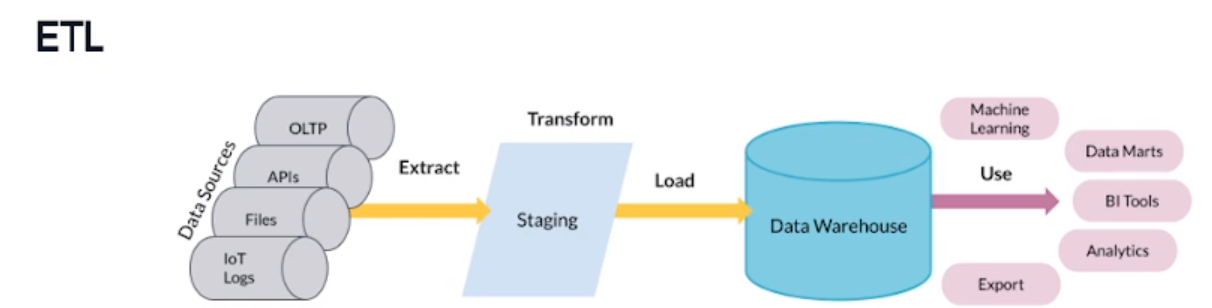 ETL
Data Sources
OLTP
APIs
Files
IoT
Logs
Extract
Transform
Staging
Load
Data Warehouse
Use
Machine
Learning
Data Marts
BI Tools
Analytics
Export